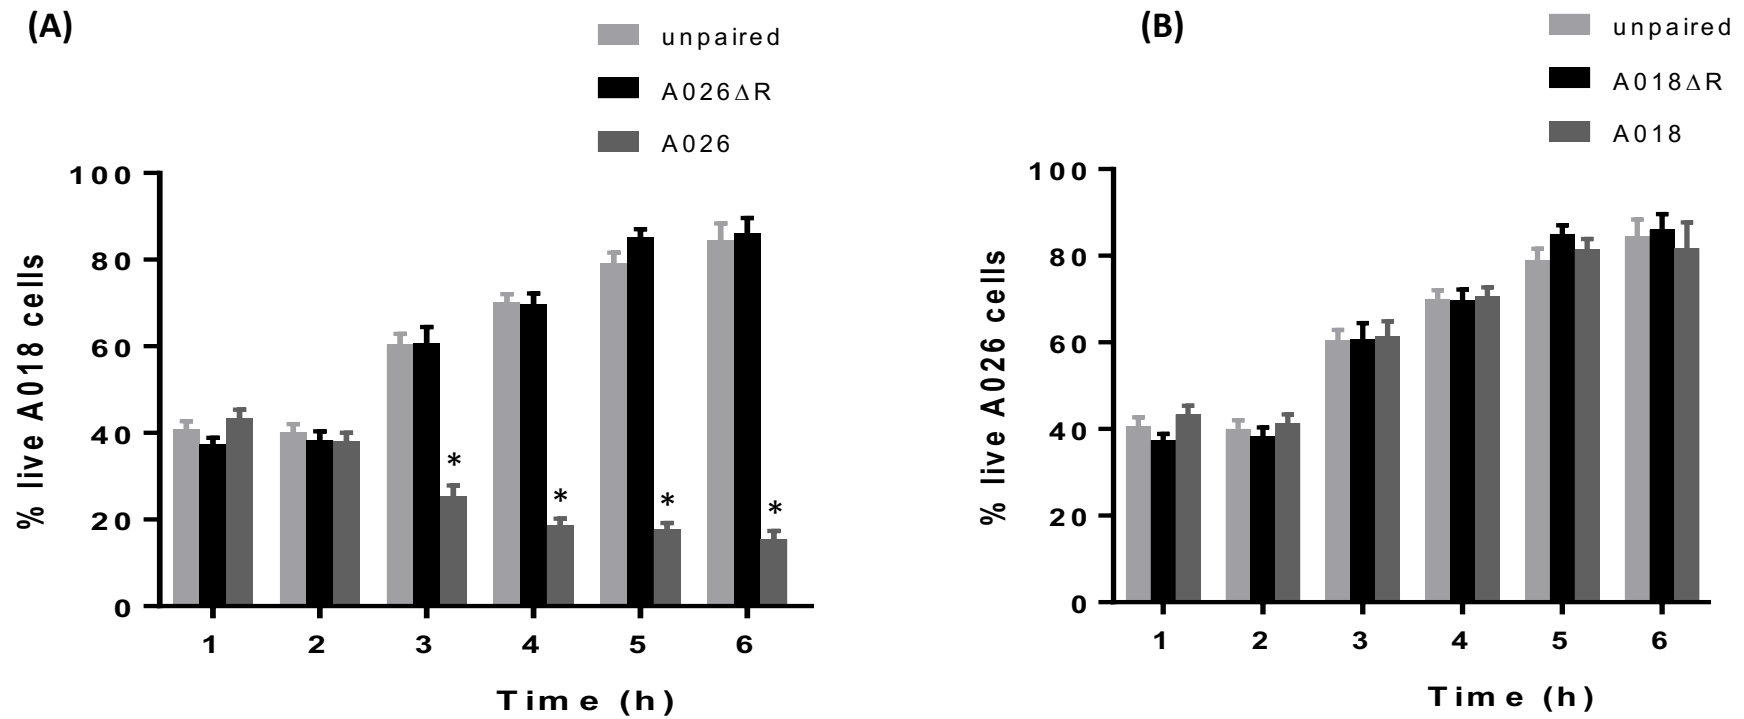 (A)
unpaired
A026ΔR
A026
% live A018 cells
100
80
60
40
20
0
*
*
*
*
1 2 3 4 5 6
Time (h)
(B)
unpaired
A018ΔR
A018
% live A026 cells
100
80
60
40
20
0
1 2 3 4 5 6
Time (h)